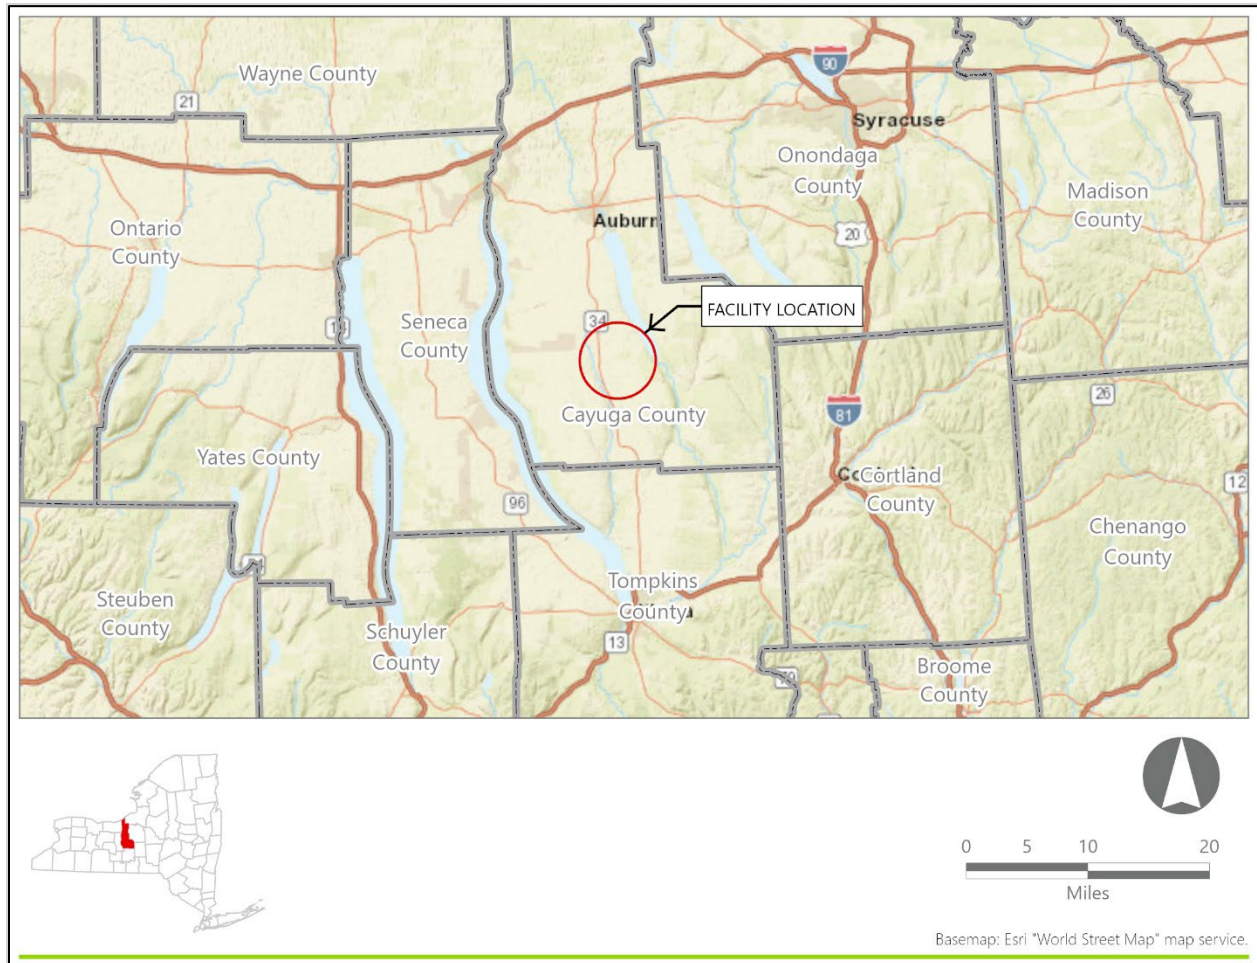 Wayne County
90
21
Syracuse
Onondaga
County
Madison
County
Auburn
Ontario
County
20
Seneca
County
34
FACILITY LOCATION
26
81
Cayuga County
Yates County
Cortland
County
96
12
Chenango
County
Tompkins
County
Steuben
County
Schuyler
County
13
Broome
County
0 5 10 20
Miles
Basemap: Esri "World Street Map" map service.